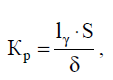 Kр = lγ · S / δ ,